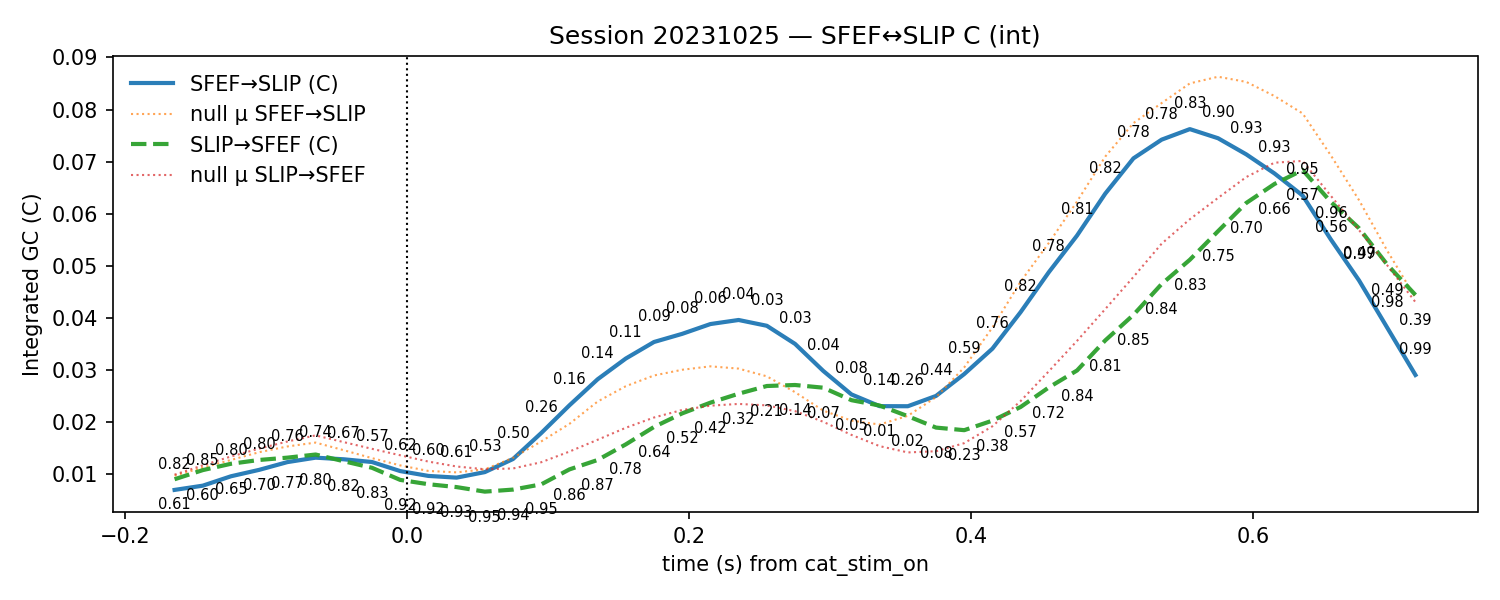 Session 20231025 — SFEF↔SLIP C (int)
Integrated GC (C)
0.09
0.08
0.07
0.06
0.05
0.04
0.03
0.02
0.01
SFEF→SLIP (C)
null μ SFEF→SLIP
SLIP→SFEF (C)
null μ SLIP→SFEF
0.82 0.85 0.80 0.80 0.76 0.74 0.67 0.57 0.62 0.60 0.61 0.53 0.50 0.26 0.16 0.14 0.11 0.09 0.08 0.06 0.04 0.03 0.03 0.04 0.08 0.14 0.26 0.44 0.59 0.76 0.82 0.78 0.81 0.82 0.78 0.78 0.83 0.90 0.93 0.93 0.95 0.96 0.97 0.98 0.99
0.61 0.60 0.65 0.70 0.77 0.80 0.82 0.83 0.92 0.92 0.93 0.95 0.94 0.95 0.86 0.87 0.78 0.64 0.52 0.42 0.32 0.21 0.14 0.07 0.05 0.01 0.02 0.08 0.23 0.38 0.57 0.72 0.84 0.81 0.85 0.84 0.83 0.75 0.70 0.66 0.57 0.56 0.49 0.49 0.39
−0.2 0.0 0.2 0.4 0.6
time (s) from cat_stim_on